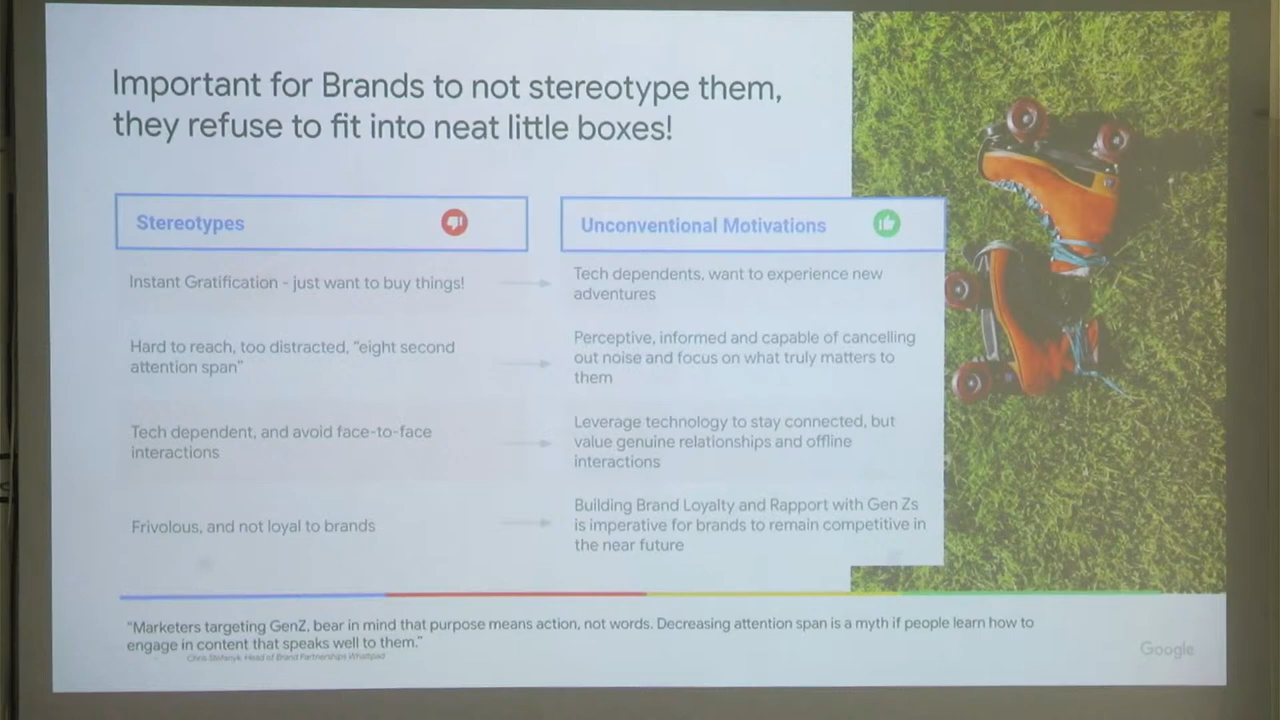 Important for Brands to not stereotype them,
they refuse to fit into neat little boxes!
Stereotypes
Unconventional Motivations
Instant Gratification - just want to buy things!
Tech dependents, want to experience new
adventures
Hard to reach, too distracted, “eight second
attention span”
Perceptive, informed and capable of cancelling
out noise and focus on what truly matters to
them
Tech dependent, and avoid face-to-face
interactions
Leverage technology to stay connected, but
value genuine relationships and offline
interactions
Frivolous, and not loyal to brands
Building Brand Loyalty and Rapport with Gen Zs
is imperative for brands to remain competitive in
the near future
“Marketers targeting GenZ, bear in mind that purpose means action, not words. Decreasing attention span is a myth if people learn how to
engage in content that speaks well to them.”
Chris Stefanyk, Head of Brand Partnerships Wattpad
Google